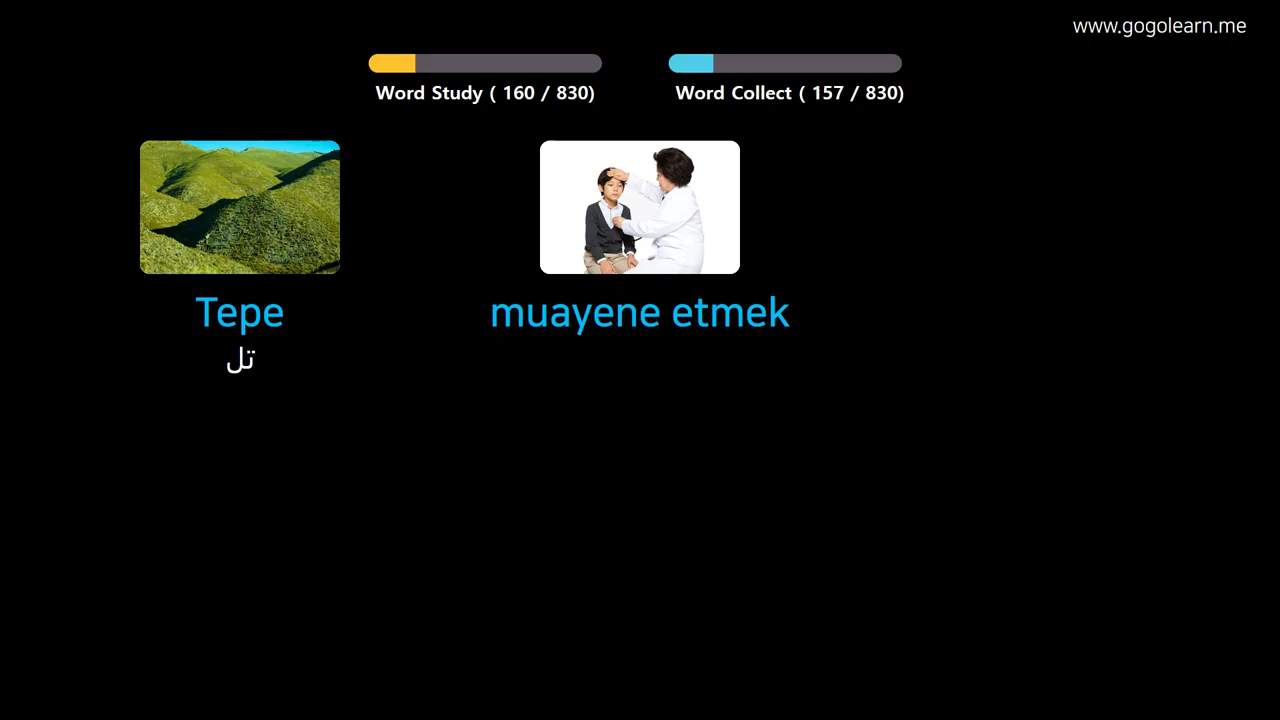 www.gogolearn.me
Word Study ( 160 / 830)
Word Collect ( 157 / 830)
Tepe
تل
muayene etmek